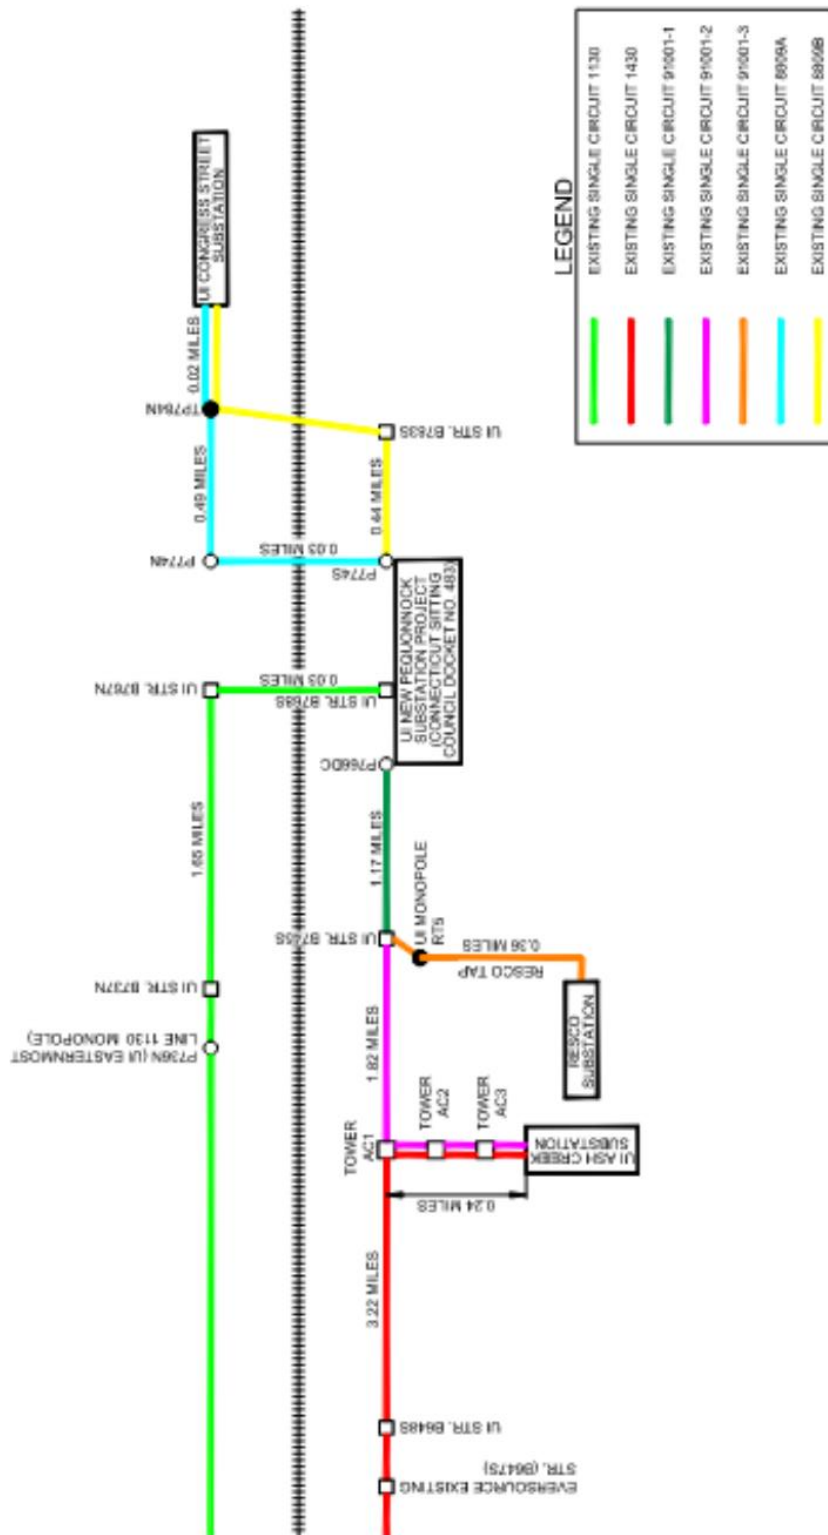 UI CONGRESS STREET
SUBSTATION
0.02 MILES
TP784N
0.49 MILES
P774N
0.03 MILES
P774S
UI STR. B783S
0.44 MILES
UI NEW PEQUONNOCK
SUBSTATION PROJECT
(CONNECTICUT SITTING
COUNCIL DOCKET NO. 483)
UI STR. B767N
0.03 MILES
UI STR. B768S
P766DC
1.65 MILES
1.17 MILES
UI MONOPOLE
RT5
UI STR. B745S
0.36 MILES
RESCO TAP
RESCO
SUBSTATION
UI STR. B737N
P736N (UI EASTERNMOST
LINE 1130 MONOPOLE)
1.82 MILES
TOWER
AC1
TOWER
AC2
TOWER
AC3
UI ASH CREEK
SUBSTATION
0.24 MILES
3.22 MILES
UI STR. B648S
EVERSOURCE EXISTING
STR. (B647S)
LEGEND
EXISTING SINGLE CIRCUIT 1130
EXISTING SINGLE CIRCUIT 1430
EXISTING SINGLE CIRCUIT 91001-1
EXISTING SINGLE CIRCUIT 91001-2
EXISTING SINGLE CIRCUIT 91001-3
EXISTING SINGLE CIRCUIT 8809A
EXISTING SINGLE CIRCUIT 8809B